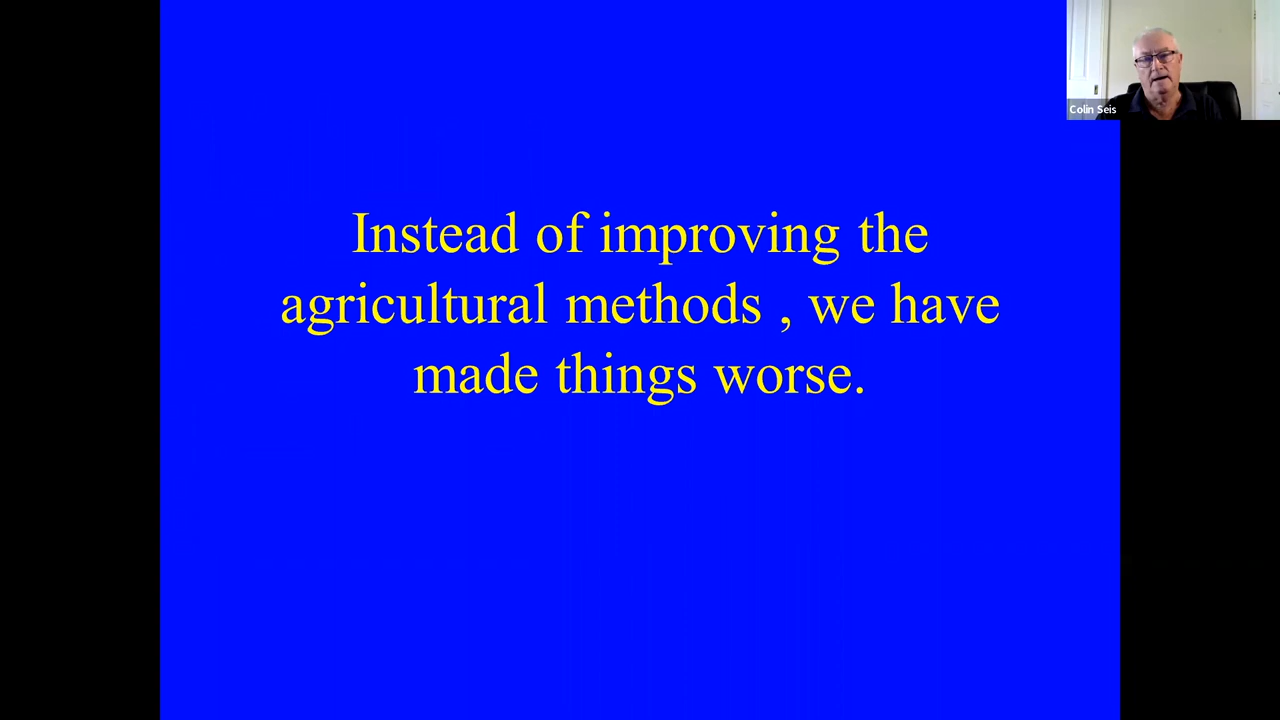 Colin Seis
Instead of improving the
agricultural methods , we have
made things worse.